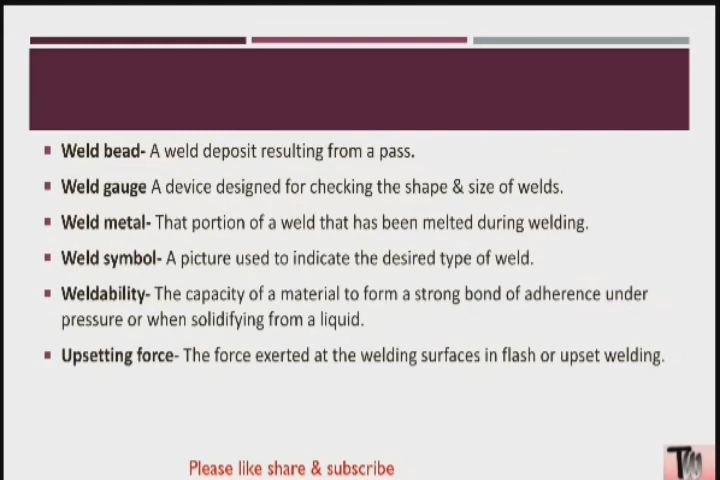 Weld bead- A weld deposit resulting from a pass.
Weld gauge A device designed for checking the shape & size of welds.
Weld metal- That portion of a weld that has been melted during welding.
Weld symbol- A picture used to indicate the desired type of weld.
Weldability- The capacity of a material to form a strong bond of adherence under
pressure or when solidifying from a liquid.
Upsetting force- The force exerted at the welding surfaces in flash or upset welding.
Please like share & subscribe
TW